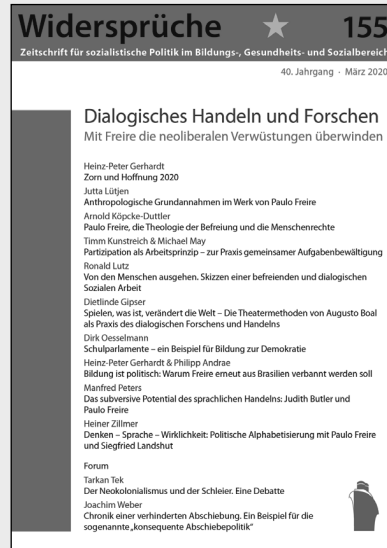 Widersprüche ★ 155
Zeitschrift für sozialistische Politik im Bildungs-, Gesundheits- und Sozialbereich
40. Jahrgang · März 2020
Dialogisches Handeln und Forschen
Mit Freire die neoliberalen Verwüstungen überwinden
Heinz-Peter Gerhardt
Zorn und Hoffnung 2020
Jutta Lütjen
Anthropologische Grundannahmen im Werk von Paulo Freire
Arnold Köpcke-Duttler
Paulo Freire, die Theologie der Befreiung und die Menschenrechte
Timm Kunstreich & Michael May
Partizipation als Arbeitsprinzip – zur Praxis gemeinsamer Aufgabenbewältigung
Ronald Lutz
Von den Menschen ausgehen. Skizzen einer befreienden und dialogischen
Sozialen Arbeit
Dietlinde Gipser
Spielen, was ist, verändert die Welt – Die Theatermethoden von Augusto Boal
als Praxis des dialogischen Forschens und Handelns
Dirk Oesselmann
Schulparlamente – ein Beispiel für Bildung zur Demokratie
Heinz-Peter Gerhardt & Philipp Andrae
Bildung ist politisch: Warum Freire erneut aus Brasilien verbannt werden soll
Manfred Peters
Das subversive Potential des sprachlichen Handelns: Judith Butler und
Paulo Freire
Heiner Zillmer
Denken – Sprache – Wirklichkeit: Politische Alphabetisierung mit Paulo Freire
und Siegfried Landshut
Forum
Tarkan Tek
Der Neokolonialismus und der Schleier. Eine Debatte
Joachim Weber
Chronik einer verhinderten Abschiebung. Ein Beispiel für die
sogenannte „konsequente Abschiebepolitik“